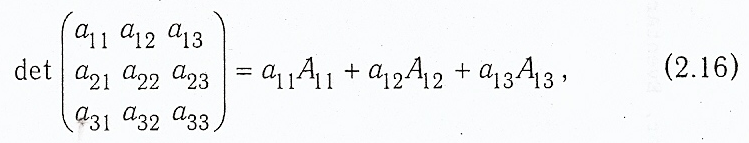 a₁₁ a₁₂ a₁₃
det ( a₂₁ a₂₂ a₂₃ ) = a₁₁A₁₁ + a₁₂A₁₂ + a₁₃A₁₃ , (2.16)
a₃₁ a₃₂ a₃₃